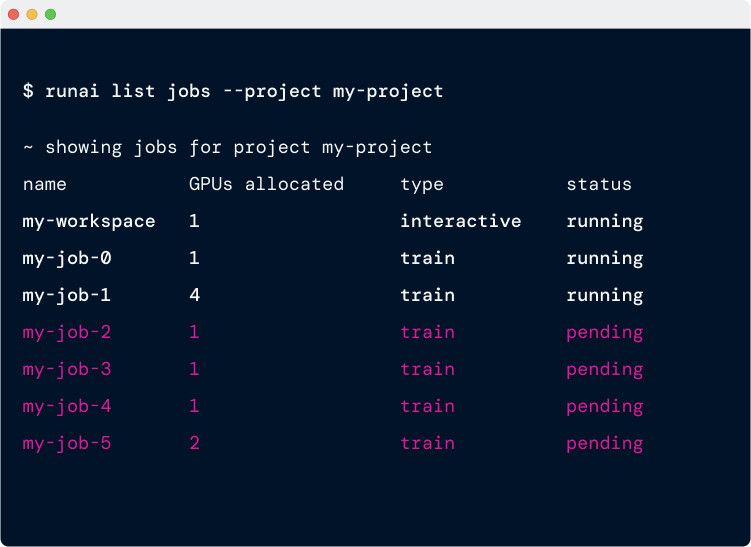 $ runai list jobs --project my-project
~ showing jobs for project my-project
name GPUs allocated type status
my-workspace 1 interactive running
my-job-0 1 train running
my-job-1 4 train running
my-job-2 1 train pending
my-job-3 1 train pending
my-job-4 1 train pending
my-job-5 2 train pending